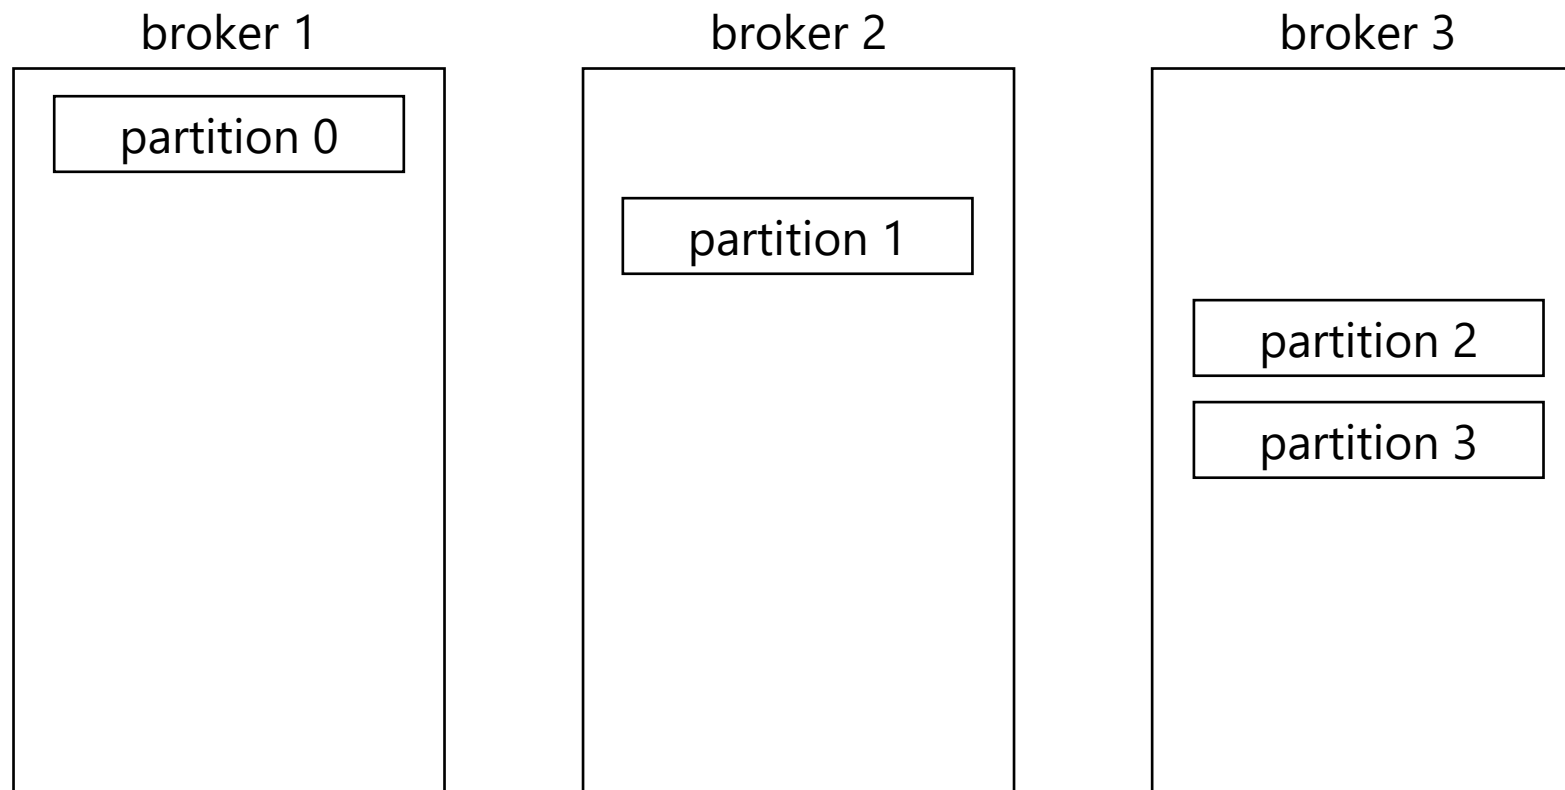 broker 1
broker 2
broker 3
partition 0
partition 1
partition 2
partition 3